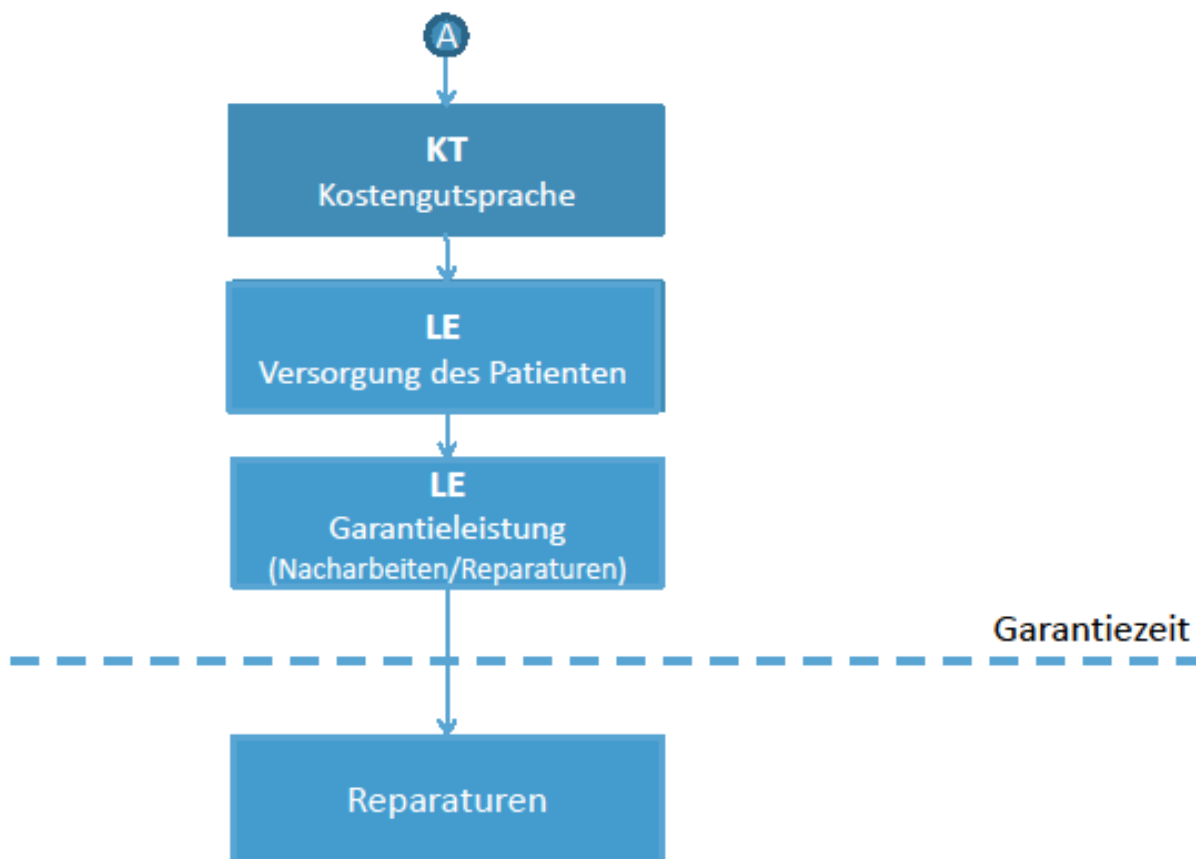 A
KT
Kostengutsprache
LE
Versorgung des Patienten
LE
Garantieleistung
(Nacharbeiten/Reparaturen)
Garantiezeit
Reparaturen